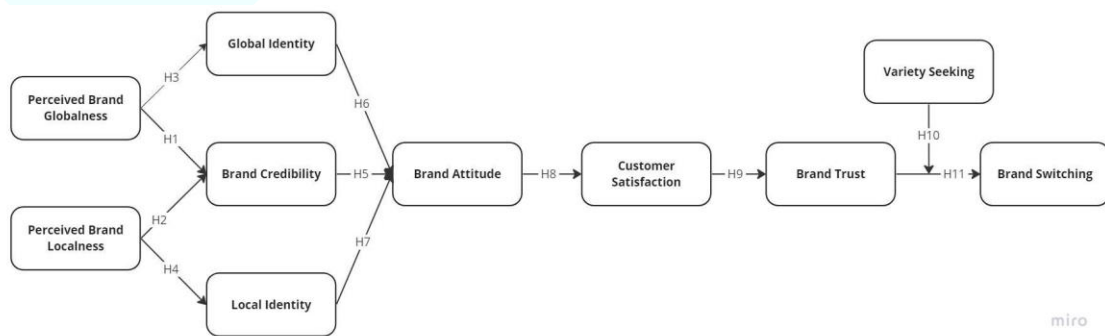 Global Identity
Variety Seeking
H3
Perceived Brand
Globalness
H6
H1
H10
Brand Credibility
H5
Brand Attitude
H8
Customer
Satisfaction
H9
Brand Trust
H11
Brand Switching
H2
Perceived Brand
Localness
H7
H4
Local Identity
miro